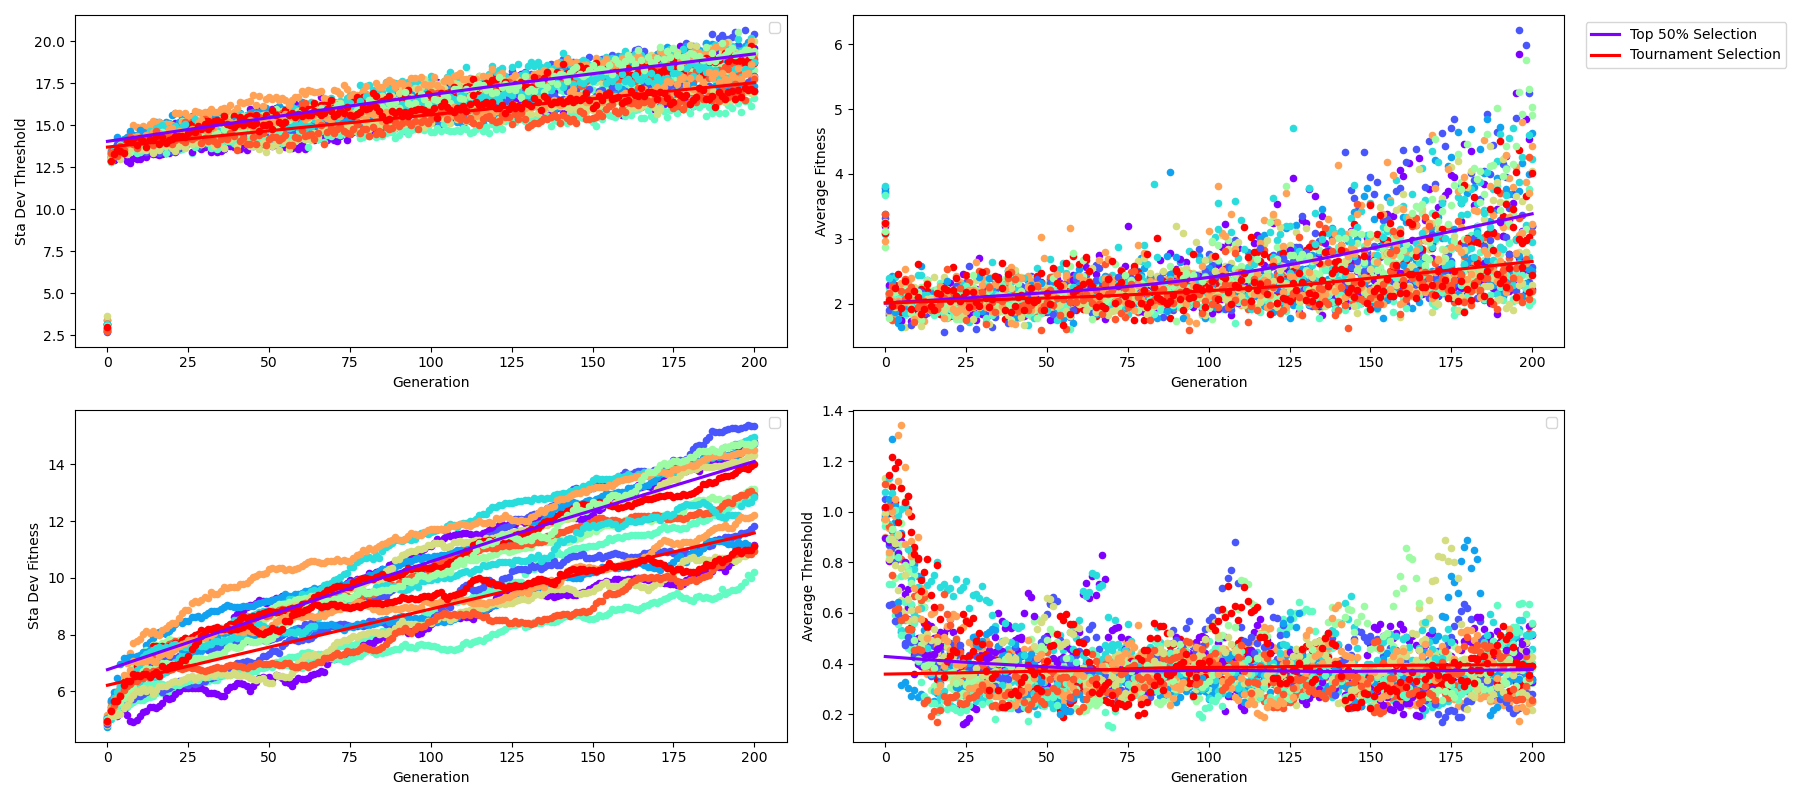 20.0
17.5
15.0
12.5
10.0
7.5
5.0
2.5
Sta Dev Threshold
0 25 50 75 100 125 150 175 200
Generation
6
5
4
3
2
Average Fitness
0 25 50 75 100 125 150 175 200
Generation
Top 50% Selection
Tournament Selection
14
12
10
8
6
Sta Dev Fitness
0 25 50 75 100 125 150 175 200
Generation
1.4
1.2
1.0
0.8
0.6
0.4
0.2
Average Threshold
0 25 50 75 100 125 150 175 200
Generation